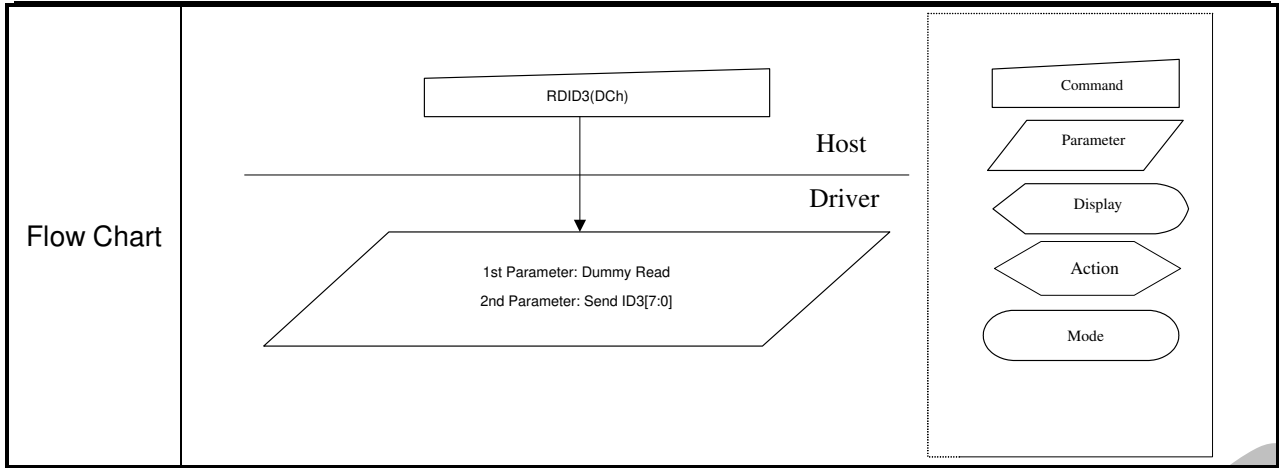 Flow Chart
RDID3(DCh)
Host
Driver
1st Parameter: Dummy Read
2nd Parameter: Send ID3[7:0]
Command
Parameter
Display
Action
Mode